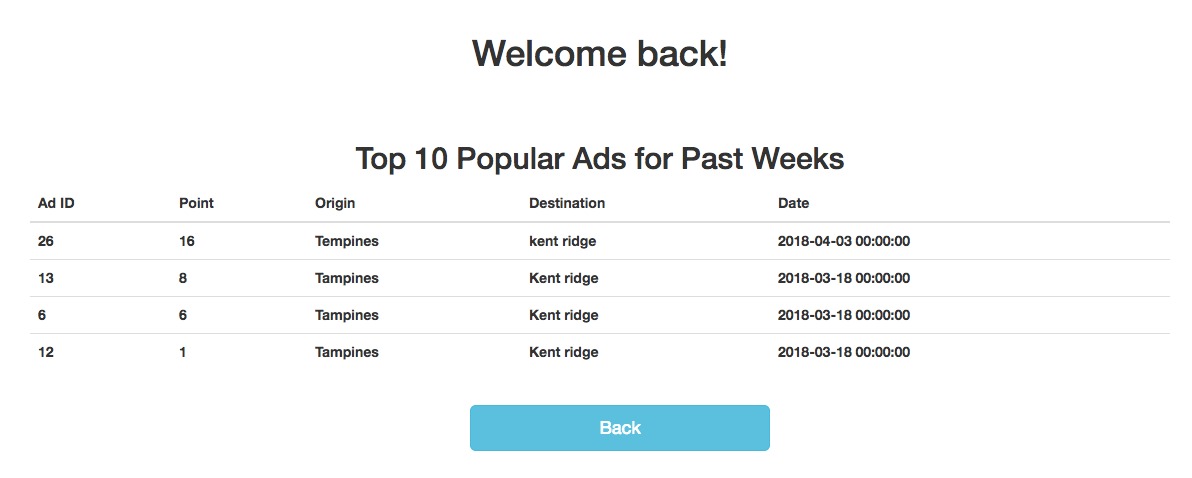 Welcome back!
Top 10 Popular Ads for Past Weeks
Ad ID Point Origin Destination Date
26 16 Tempines kent ridge 2018-04-03 00:00:00
13 8 Tampines Kent ridge 2018-03-18 00:00:00
6 6 Tampines Kent ridge 2018-03-18 00:00:00
12 1 Tampines Kent ridge 2018-03-18 00:00:00
Back